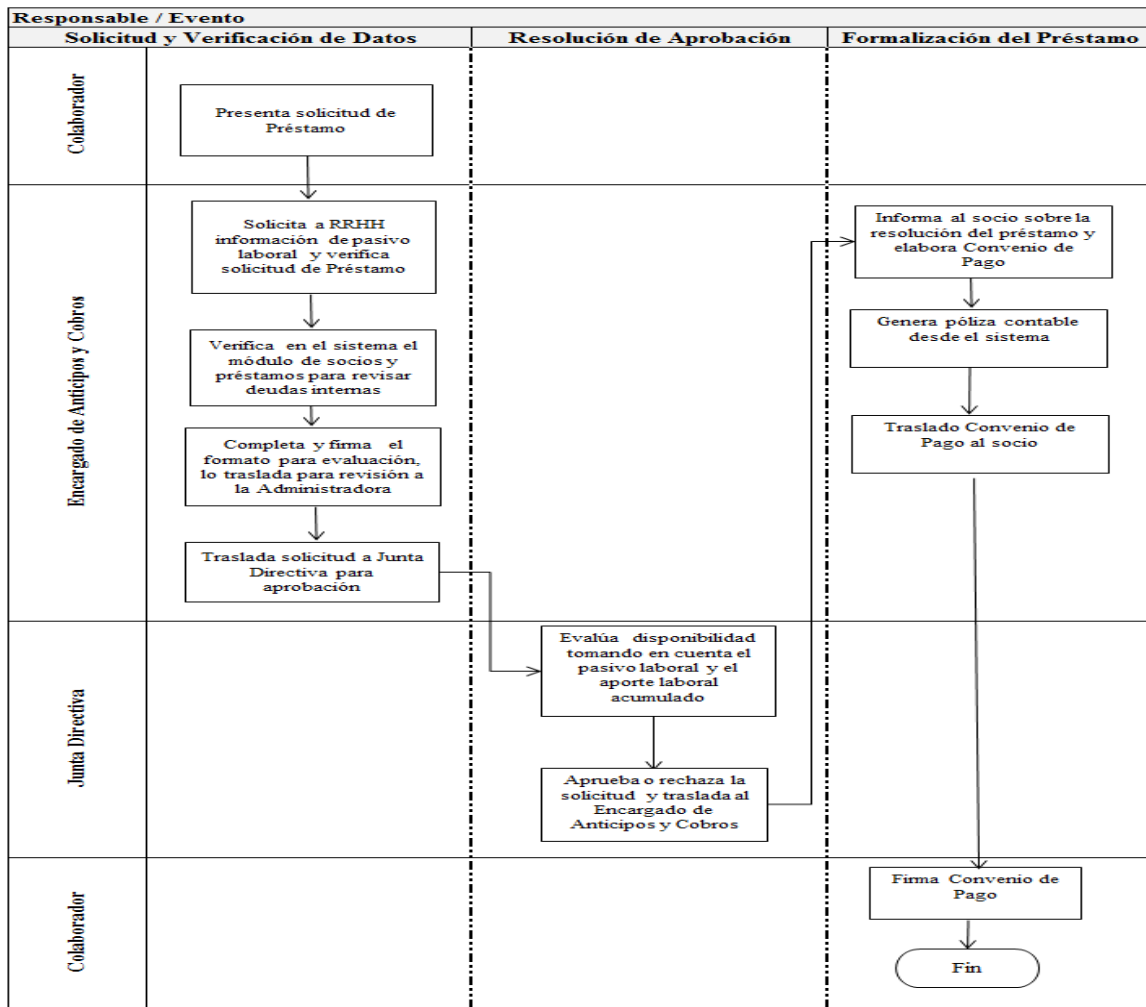 Responsable / Evento
Solicitud y Verificación de Datos
Resolución de Aprobación
Formalización del Préstamo
Colaborador
Presenta solicitud de
Préstamo
Encargado de Anticipos y Cobros
Solicita a RRHH
información de pasivo
laboral y verifica
solicitud de Préstamo
Verifica en el sistema el
módulo de socios y
préstamos para revisar
deudas internas
Completa y firma el
formato para evaluación,
lo traslada para revisión a
la Administradora
Traslada solicitud a Junta
Directiva para
aprobación
Informa al socio sobre la
resolución del préstamo y
elabora Convenio de
Pago
Genera póliza contable
desde el sistema
Traslado Convenio de
Pago al socio
Junta Directiva
Evalúa disponibilidad
tomando en cuenta el
pasivo laboral y el
aporte laboral
acumulado
Aprueba o rechaza la
solicitud y traslada al
Encargado de
Anticipos y Cobros
Colaborador
Firma Convenio de
Pago
Fin